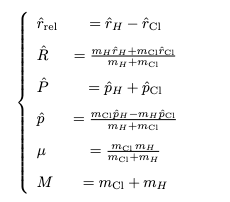 r̂_rel = r̂_H − r̂_Cl
R̂ = (m_H r̂_H + m_Cl r̂_Cl) / (m_H + m_Cl)
P̂ = p̂_H + p̂_Cl
p̂ = (m_Cl p̂_H − m_H p̂_Cl) / (m_H + m_Cl)
μ = (m_Cl m_H) / (m_Cl + m_H)
M = m_Cl + m_H